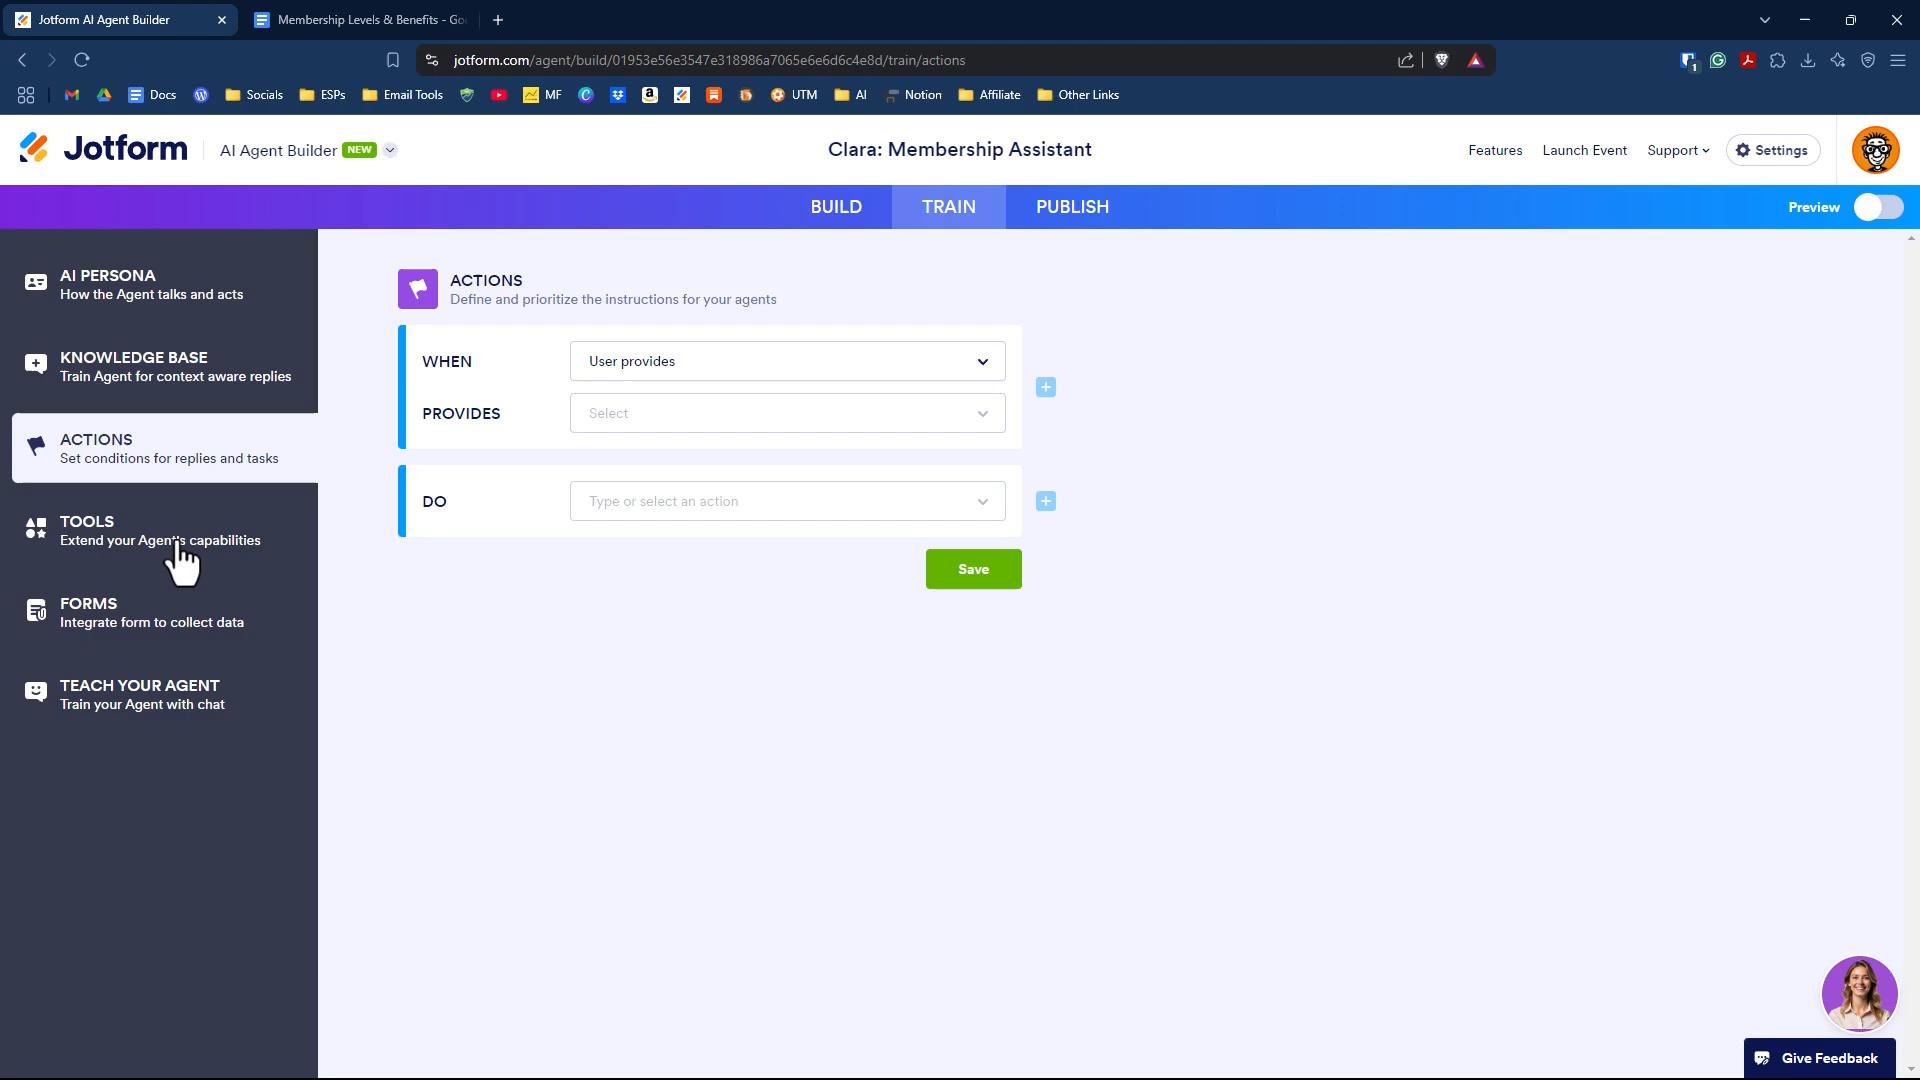 Jotform AI Agent Builder
Membership Levels & Benefits - Go
jotform.com/agent/build/01953e56e3547e318986a7065e6e6d6c4e8d/train/actions
1
Docs
Socials
ESPs
Email Tools
MF
UTM
AI
Notion
Affiliate
Other Links
Jotform
AI Agent Builder NEW
Clara: Membership Assistant
Features
Launch Event
Support
Settings
BUILD
TRAIN
PUBLISH
Preview
AI PERSONA
How the Agent talks and acts
KNOWLEDGE BASE
Train Agent for context aware replies
ACTIONS
Set conditions for replies and tasks
TOOLS
Extend your Agent's capabilities
FORMS
Integrate form to collect data
TEACH YOUR AGENT
Train your Agent with chat
ACTIONS
Define and prioritize the instructions for your agents
WHEN
User provides
PROVIDES
Select
DO
Type or select an action
Save
Give Feedback